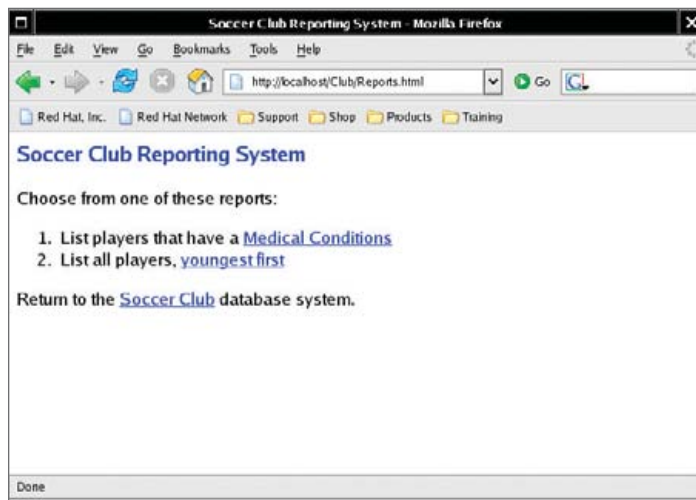 Soccer Club Reporting System - Mozilla Firefox
File Edit View Go Bookmarks Tools Help
http://localhost/Club/Reports.html Go G
Red Hat, Inc. Red Hat Network Support Shop Products Training
Soccer Club Reporting System
Choose from one of these reports:
1. List players that have a Medical Conditions
2. List all players, youngest first
Return to the Soccer Club database system.
Done